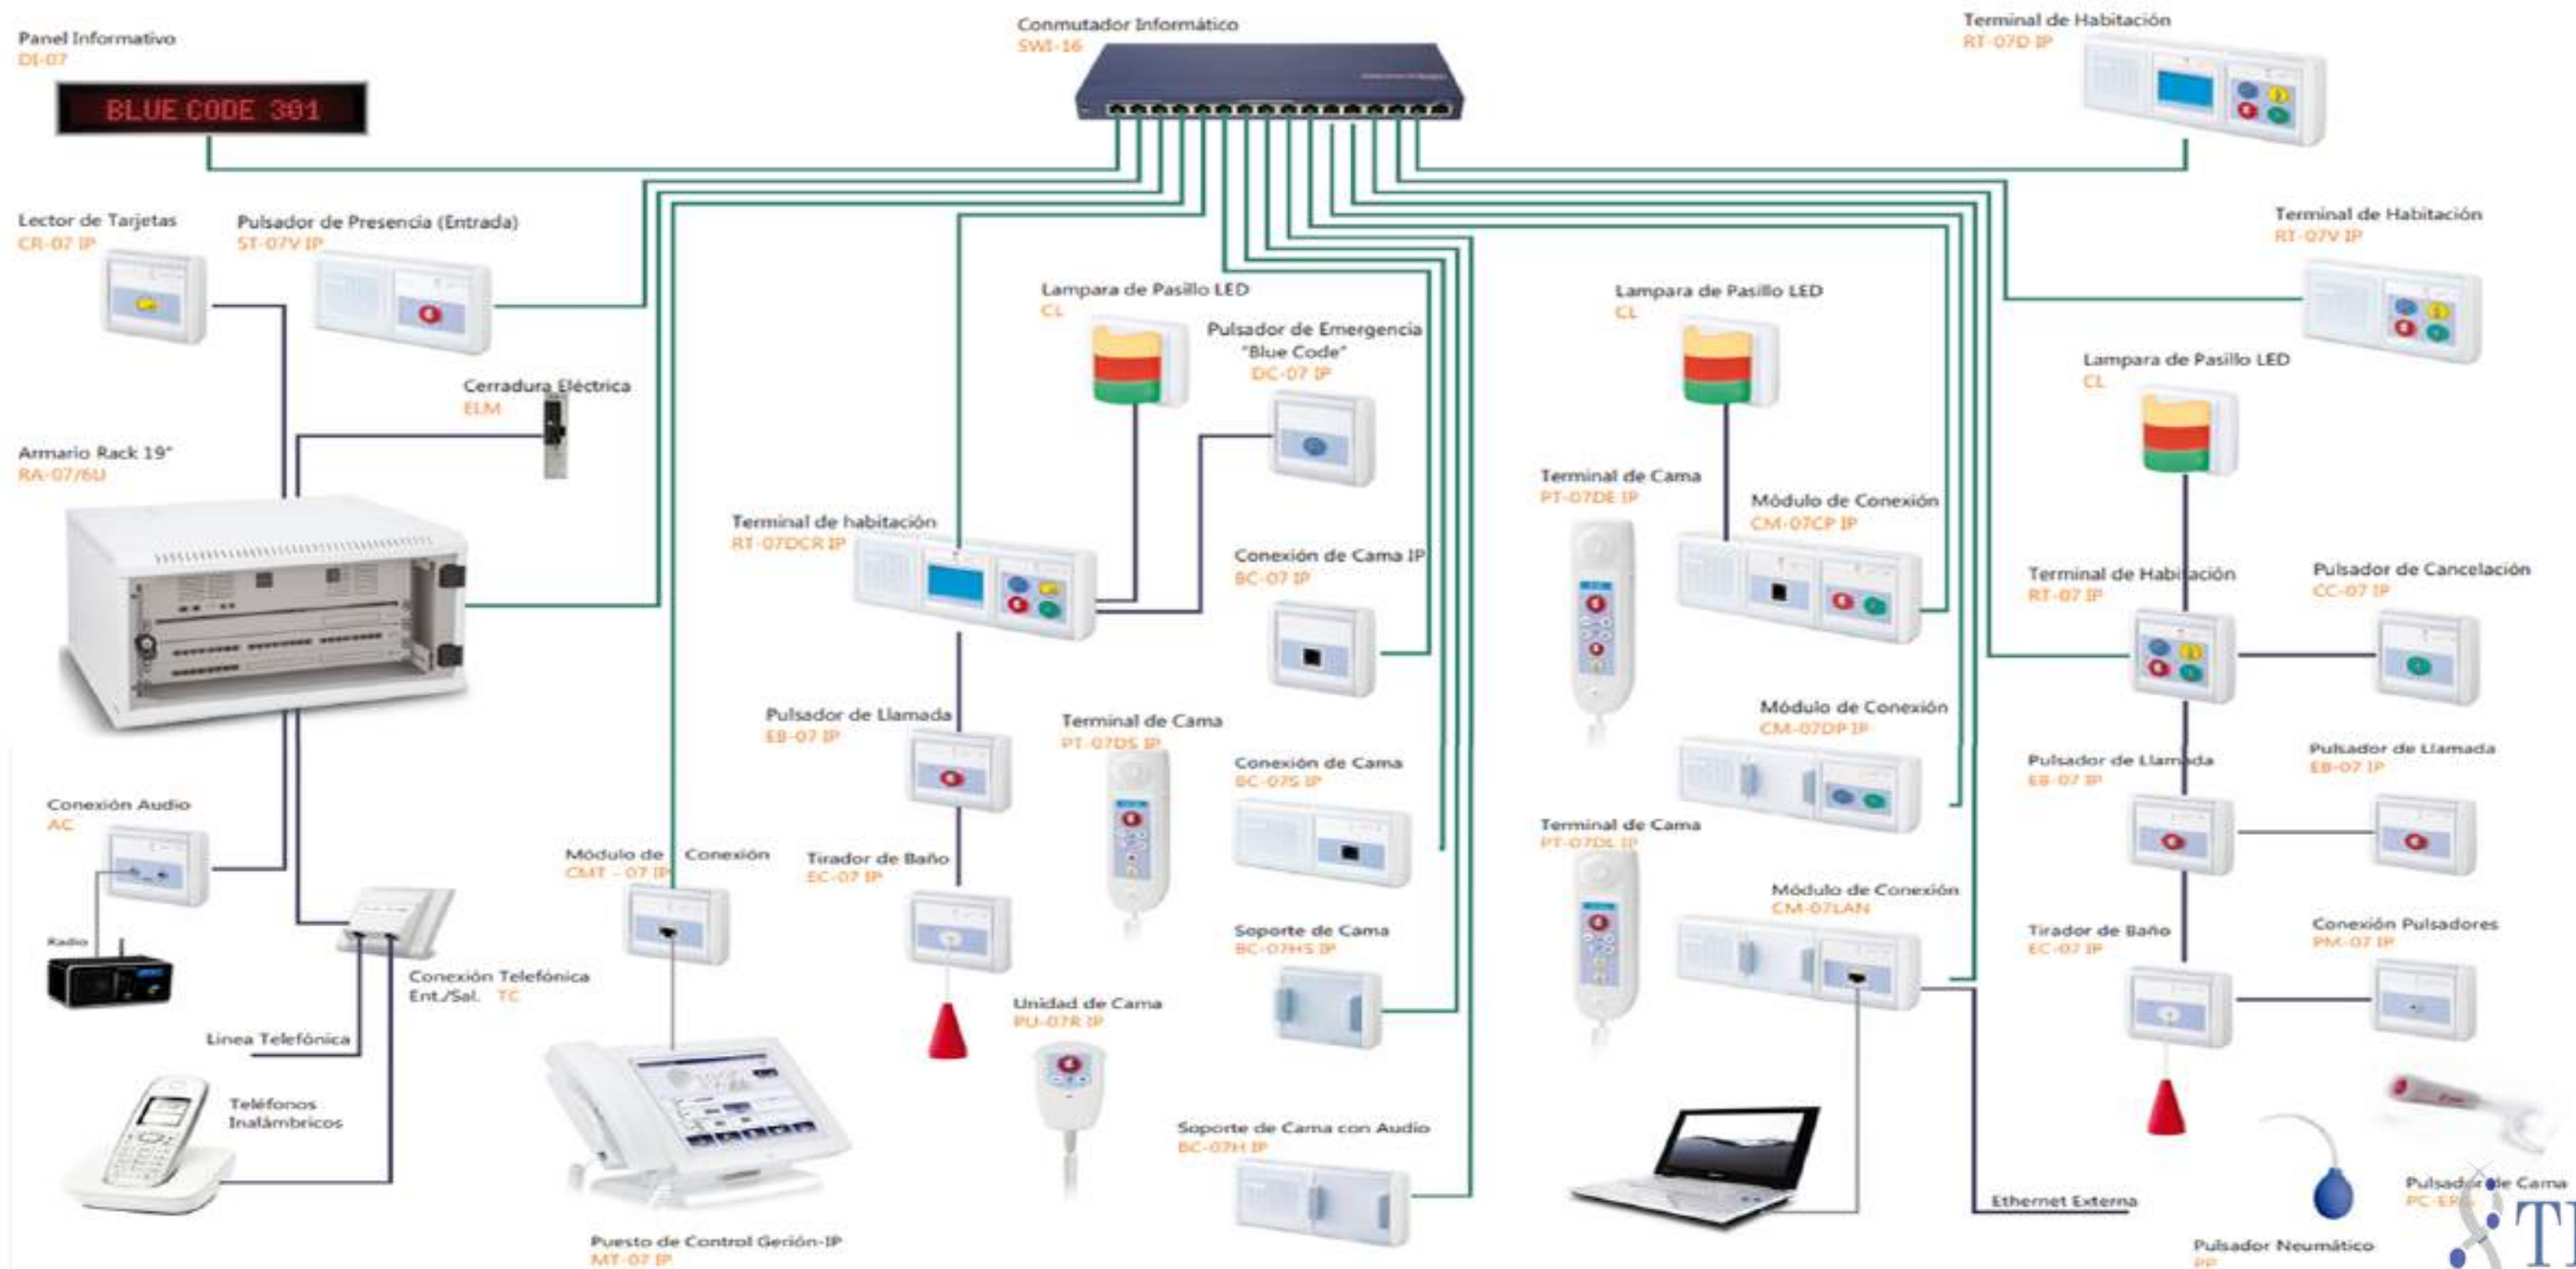 Panel Informativo
DI-07
BLUE CODE 301
Conmutador Informático
SWI-16
Terminal de Habitación
RT-07D IP
Lector de Tarjetas
CR-07 IP
Pulsador de Presencia (Entrada)
ST-07V IP
Terminal de Habitación
RT-07V IP
Lampara de Pasillo LED
CL
Pulsador de Emergencia
"Blue Code"
DC-07 IP
Lampara de Pasillo LED
CL
Lampara de Pasillo LED
CL
Cerradura Eléctrica
ELM
Armario Rack 19"
RA-07/6U
Terminal de habitación
RT-07DCR IP
Conexión de Cama IP
BC-07 IP
Terminal de Cama
PT-07DE IP
Módulo de Conexión
CM-07CP IP
Terminal de Habitación
RT-07 IP
Pulsador de Cancelación
CC-07 IP
Pulsador de Llamada
EB-07 IP
Terminal de Cama
PT-07DS IP
Conexión de Cama
BC-07S IP
Módulo de Conexión
CM-07DP IP
Pulsador de Llamada
EB-07 IP
Pulsador de Llamada
EB-07 IP
Conexión Audio
AC
Módulo de Conexión
CMT - 07 IP
Tirador de Baño
EC-07 IP
Terminal de Cama
PT-07DL IP
Módulo de Conexión
CM-07LAN
Soporte de Cama
BC-07HS IP
Tirador de Baño
EC-07 IP
Conexión Pulsadores
PM-07 IP
Radio
Conexión Telefónica
Ent./Sal. TC
Linea Telefónica
Unidad de Cama
PU-07R IP
Teléfonos
Inalámbricos
Soporte de Cama con Audio
BC-07H IP
Ethernet Externa
Pulsador de Cama
Puesto de Control Gerión-IP
MT-07 IP
Pulsador Neumático
PP